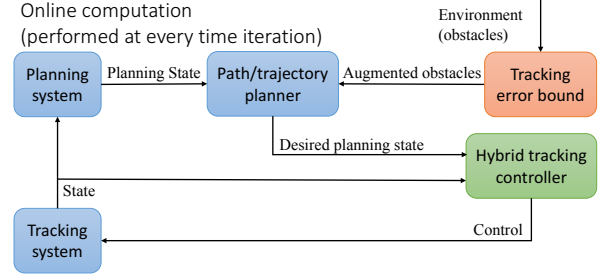 Online computation
(performed at every time iteration)
Environment
(obstacles)
Planning
system
Planning State
Path/trajectory
planner
Augmented obstacles
Tracking
error bound
Desired planning state
Hybrid tracking
controller
State
Tracking
system
Control